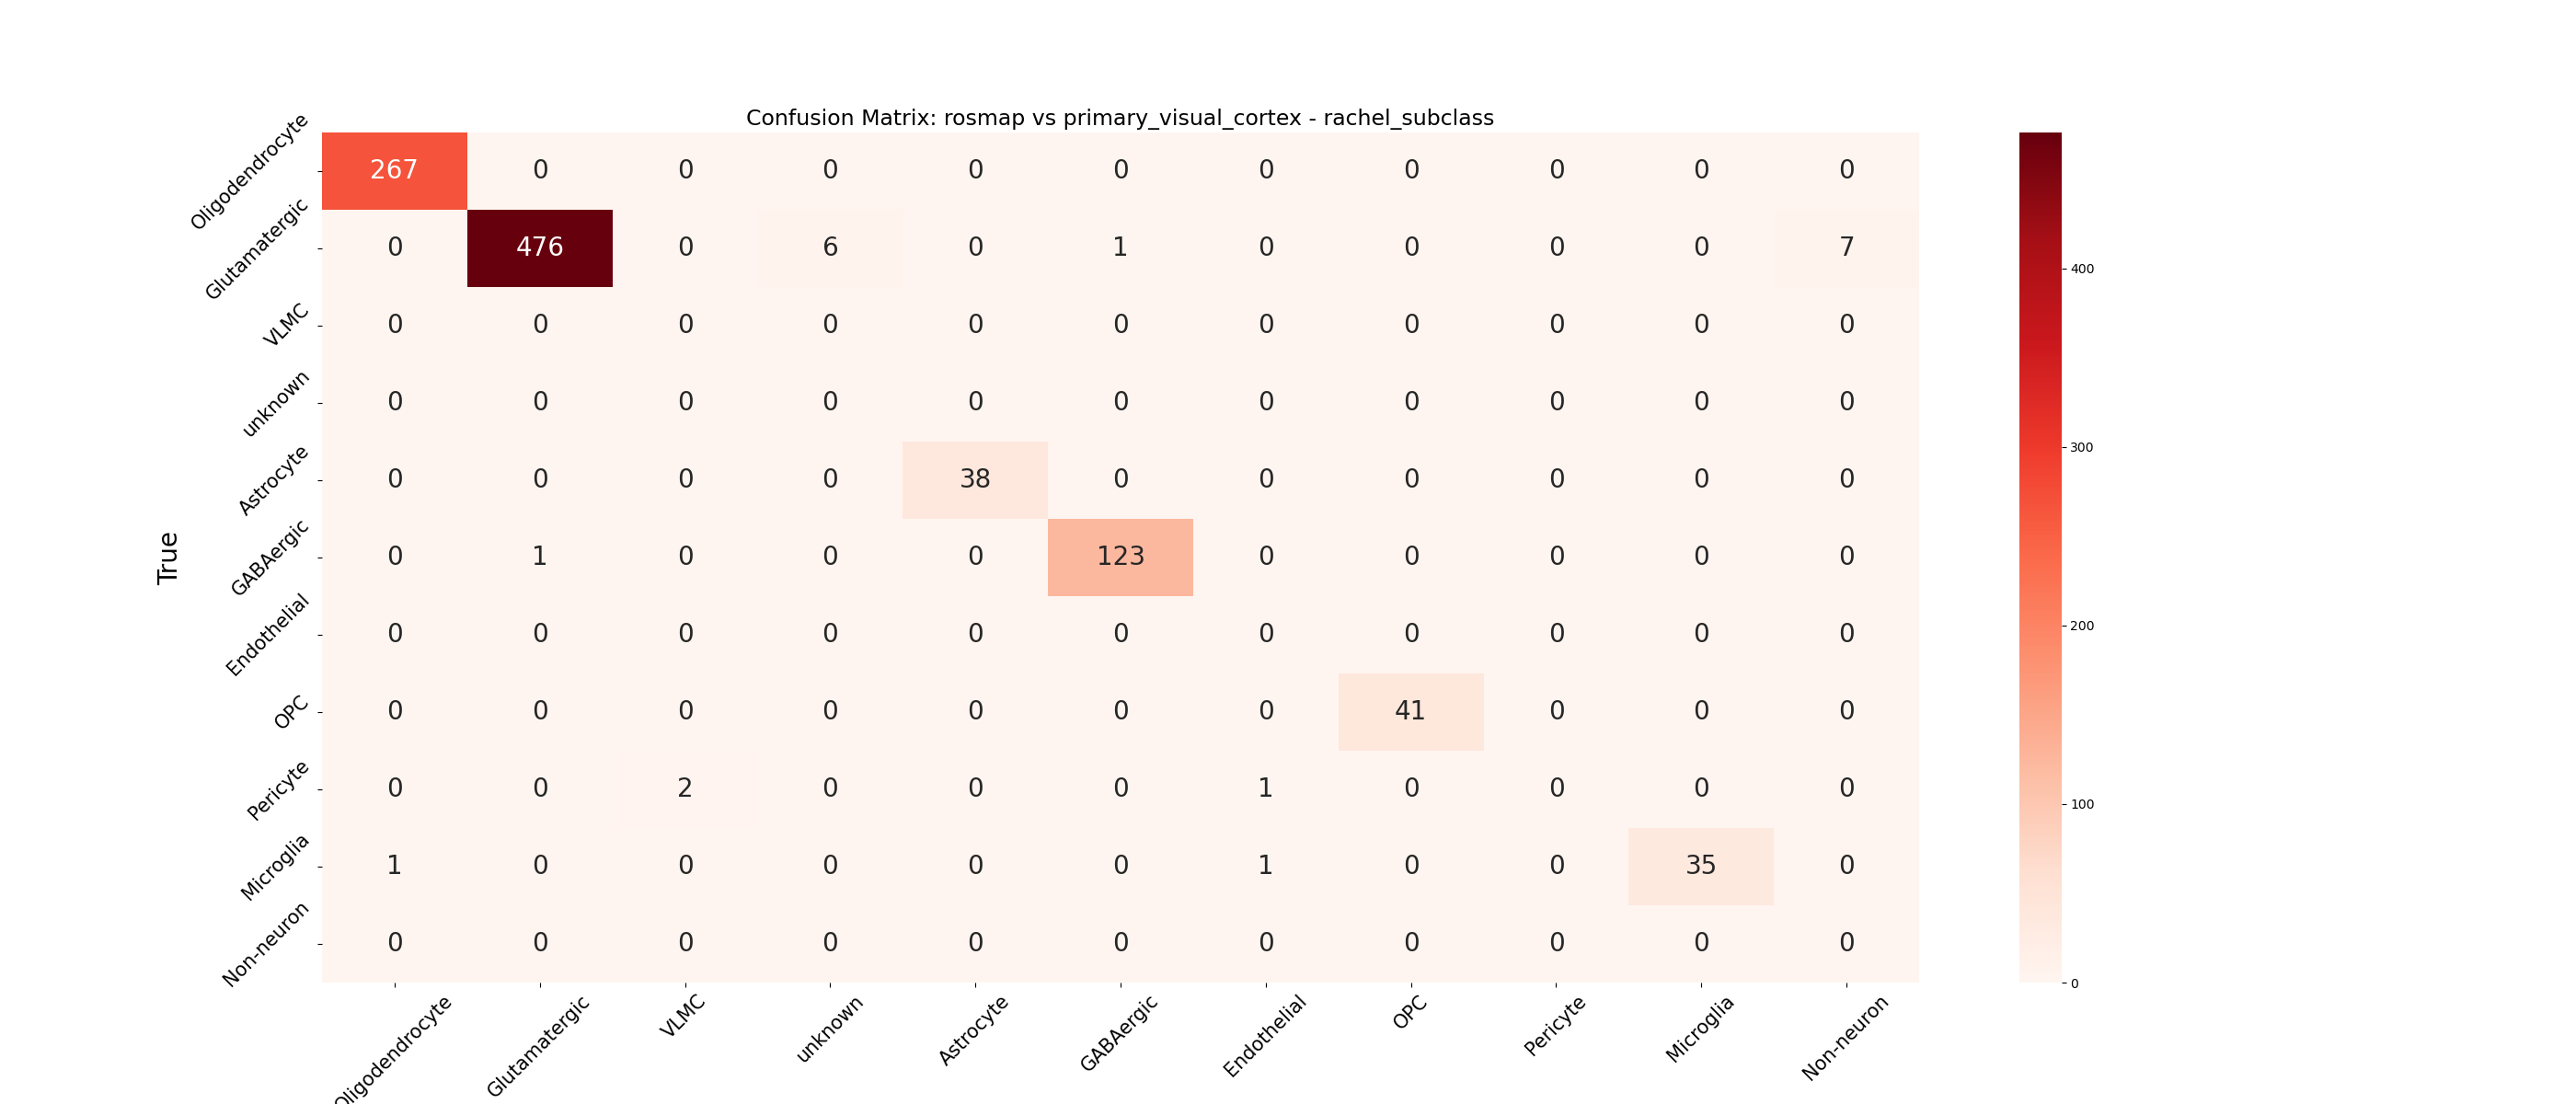 Confusion Matrix: rosmap vs primary_visual_cortex - rachel_subclass
True
Oligodendrocyte 267 0 0 0 0 0 0 0 0 0 0
Glutamatergic 0 476 0 6 0 1 0 0 0 0 7
VLMC 0 0 0 0 0 0 0 0 0 0 0
unknown 0 0 0 0 0 0 0 0 0 0 0
Astrocyte 0 0 0 0 38 0 0 0 0 0 0
GABAergic 0 1 0 0 0 123 0 0 0 0 0
Endothelial 0 0 0 0 0 0 0 0 0 0 0
OPC 0 0 0 0 0 0 0 41 0 0 0
Pericyte 0 0 2 0 0 0 1 0 0 0 0
Microglia 1 0 0 0 0 0 1 0 0 35 0
Non-neuron 0 0 0 0 0 0 0 0 0 0 0
Oligodendrocyte Glutamatergic VLMC unknown Astrocyte GABAergic Endothelial OPC Pericyte Microglia Non-neuron
400
300
200
100
0